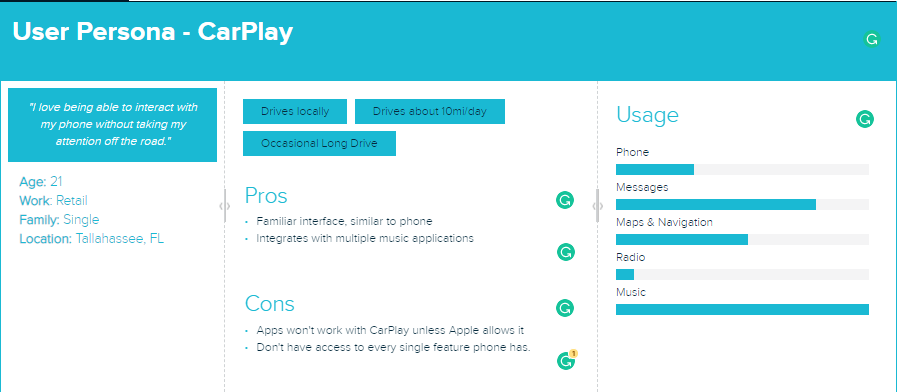 User Persona - CarPlay
"I love being able to interact with
my phone without taking my
attention off the road."
Age: 21
Work: Retail
Family: Single
Location: Tallahassee, FL
Drives locally
Drives about 10mi/day
Occasional Long Drive
Pros
• Familiar interface, similar to phone
• Integrates with multiple music applications
Cons
• Apps won't work with CarPlay unless Apple allows it
• Don't have access to every single feature phone has.
1
Usage
Phone
Messages
Maps & Navigation
Radio
Music